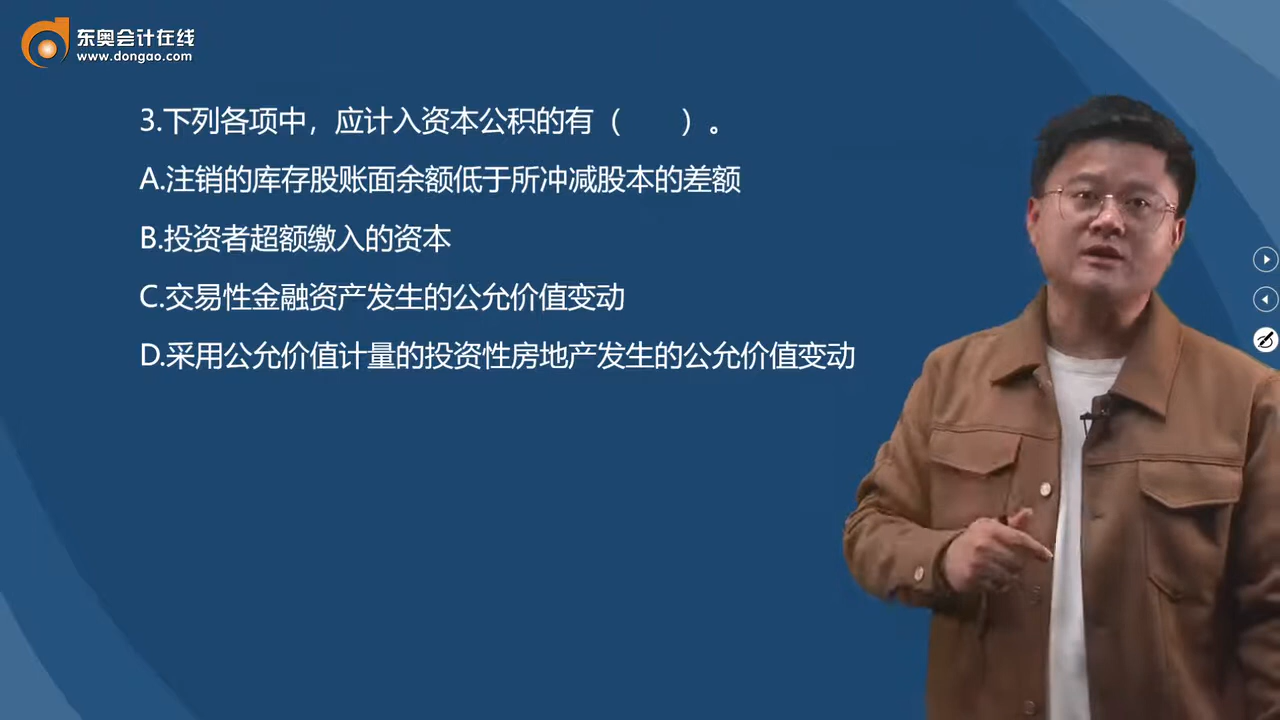 东奥会计在线
www.dongao.com
3.下列各项中，应计入资本公积的有（　　）。
A.注销的库存股账面余额低于所冲减股本的差额
B.投资者超额缴入的资本
C.交易性金融资产发生的公允价值变动
D.采用公允价值计量的投资性房地产发生的公允价值变动